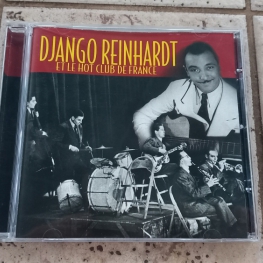 DJANGO REINHARDT
ET LE HOT CLUB DE FRANCE